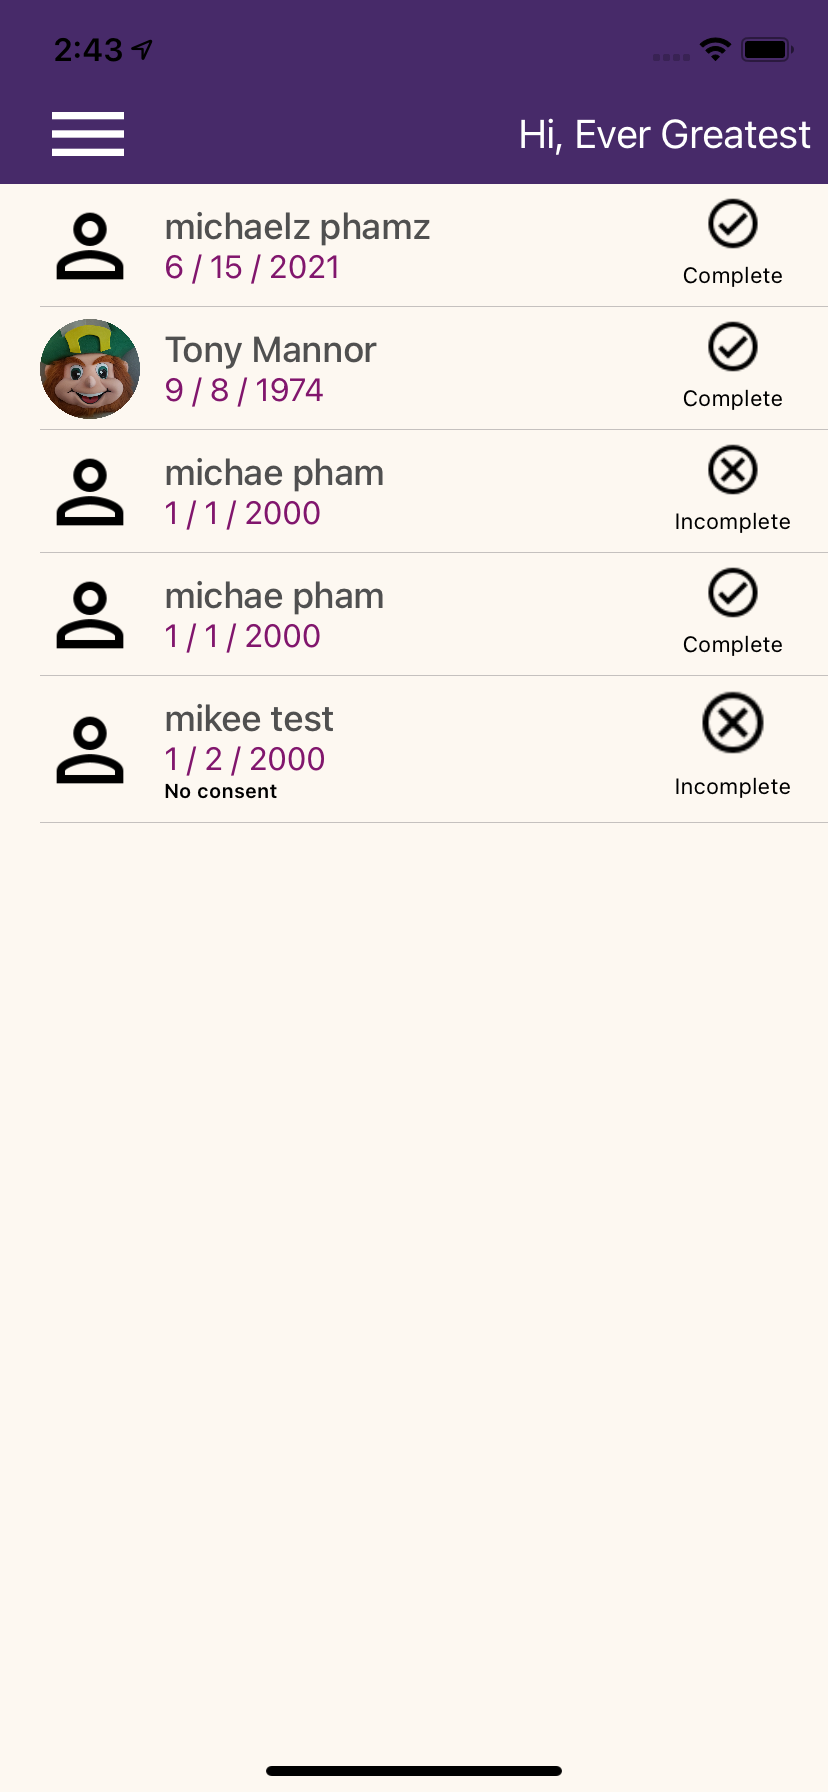 2:43
Hi, Ever Greatest
michaelz phamz
6 / 15 / 2021
Complete
Tony Mannor
9 / 8 / 1974
Complete
michae pham
1 / 1 / 2000
Incomplete
michae pham
1 / 1 / 2000
Complete
mikee test
1 / 2 / 2000
No consent
Incomplete